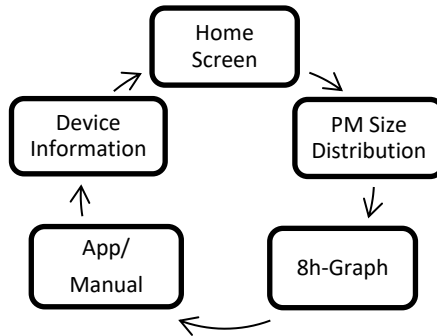 Home
Screen
PM Size
Distribution
8h-Graph
App/
Manual
Device
Information